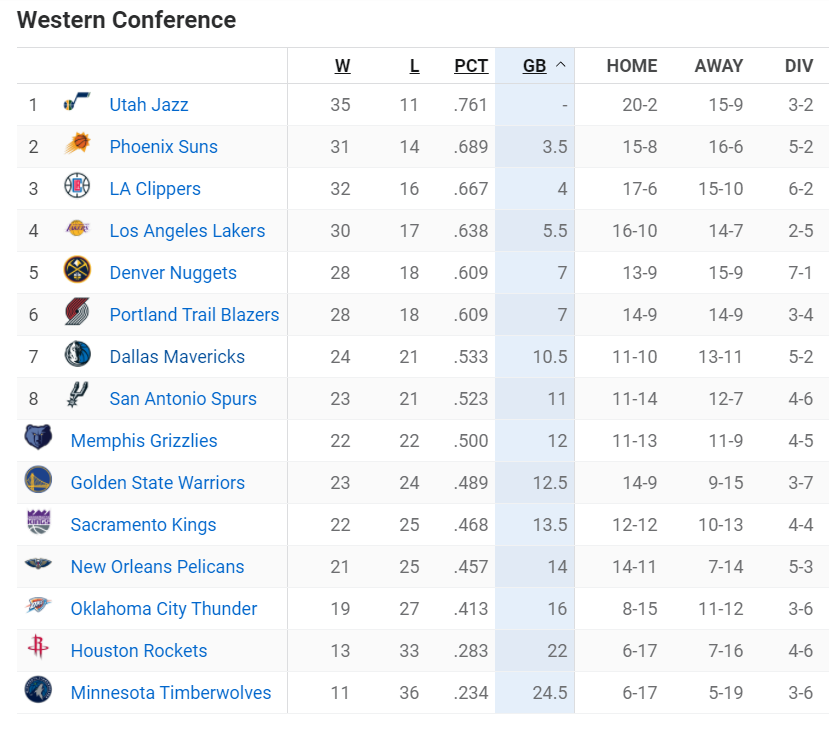 Western Conference
W L PCT GB HOME AWAY DIV
1 Utah Jazz 35 11 .761 - 20-2 15-9 3-2
2 Phoenix Suns 31 14 .689 3.5 15-8 16-6 5-2
3 LA Clippers 32 16 .667 4 17-6 15-10 6-2
4 Los Angeles Lakers 30 17 .638 5.5 16-10 14-7 2-5
5 Denver Nuggets 28 18 .609 7 13-9 15-9 7-1
6 Portland Trail Blazers 28 18 .609 7 14-9 14-9 3-4
7 Dallas Mavericks 24 21 .533 10.5 11-10 13-11 5-2
8 San Antonio Spurs 23 21 .523 11 11-14 12-7 4-6
Memphis Grizzlies 22 22 .500 12 11-13 11-9 4-5
Golden State Warriors 23 24 .489 12.5 14-9 9-15 3-7
Sacramento Kings 22 25 .468 13.5 12-12 10-13 4-4
New Orleans Pelicans 21 25 .457 14 14-11 7-14 5-3
Oklahoma City Thunder 19 27 .413 16 8-15 11-12 3-6
Houston Rockets 13 33 .283 22 6-17 7-16 4-6
Minnesota Timberwolves 11 36 .234 24.5 6-17 5-19 3-6